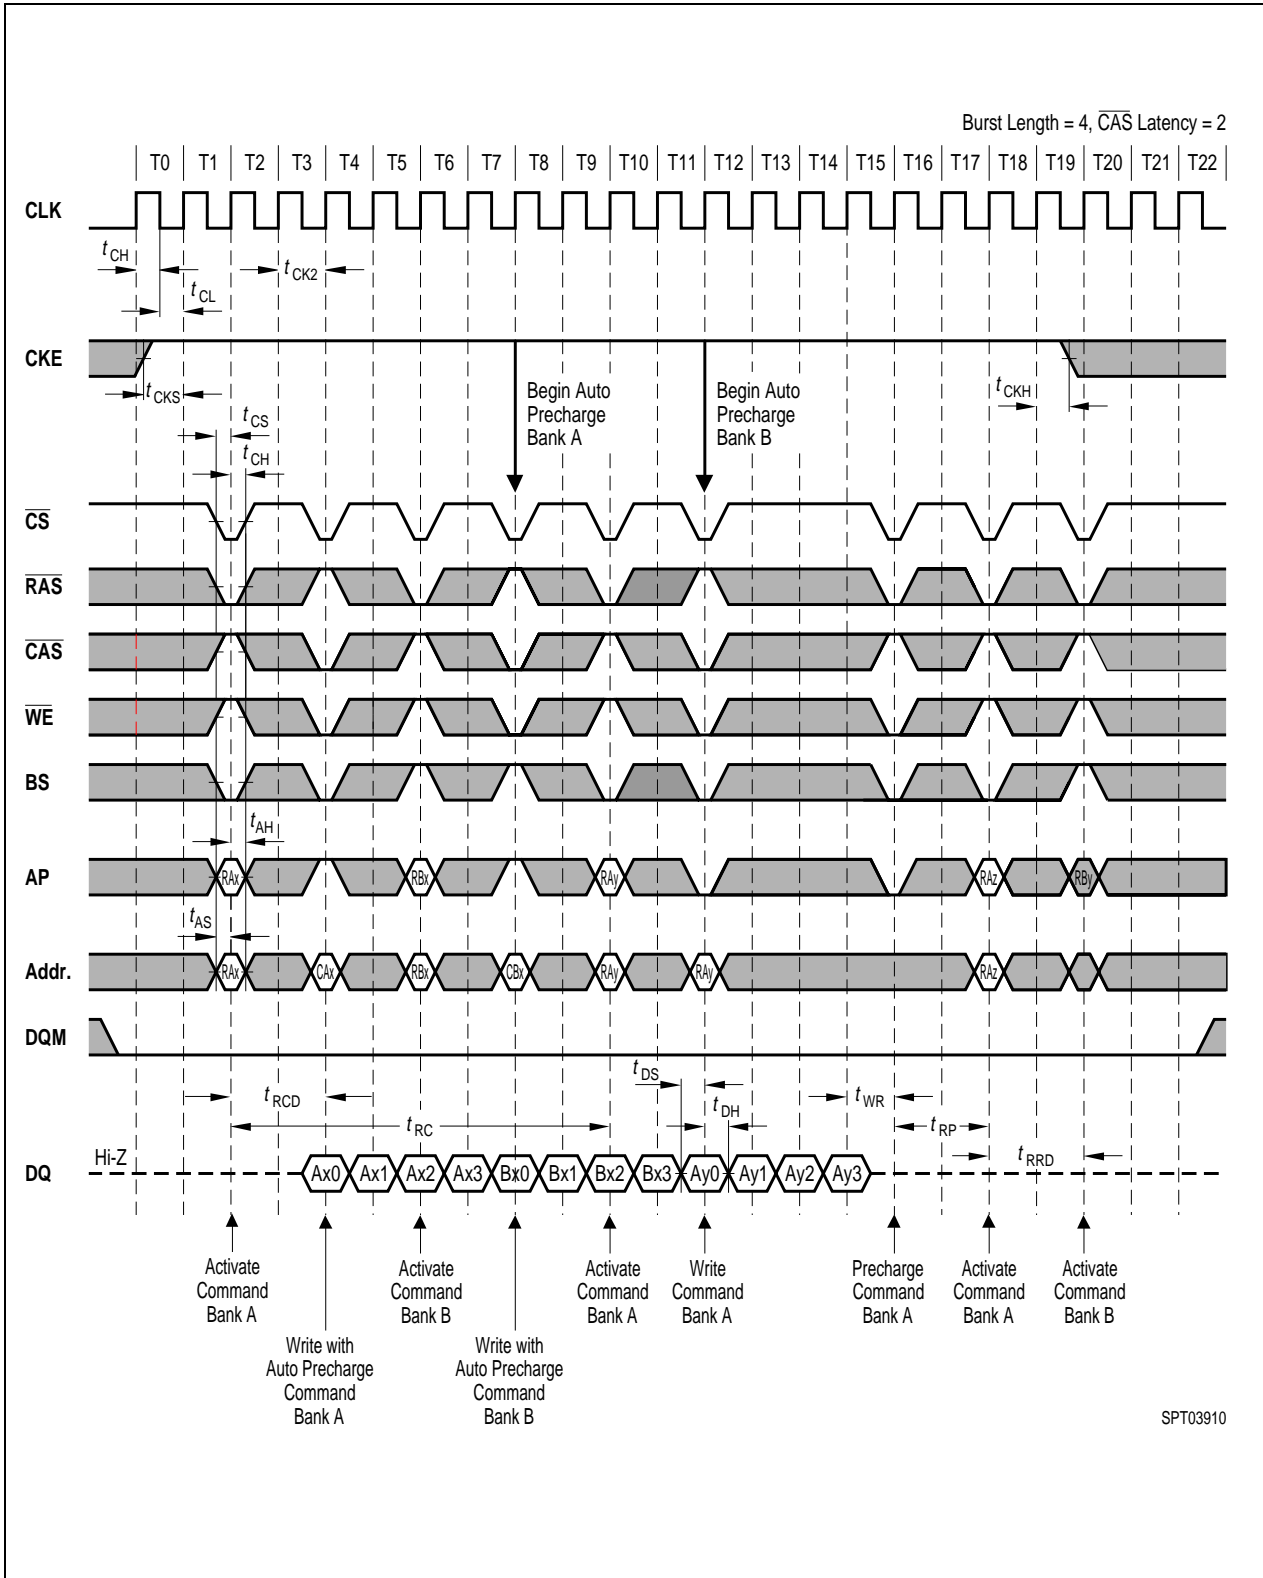 Burst Length = 4, CAS Latency = 2
T0 T1 T2 T3 T4 T5 T6 T7 T8 T9 T10 T11 T12 T13 T14 T15 T16 T17 T18 T19 T20 T21 T22
CLK
tCH
tCK2
tCL
CKE
tCKS
tCKH
Begin Auto
Precharge
Bank A
Begin Auto
Precharge
Bank B
tCS
tCH
CS
RAS
CAS
WE
BS
tAH
AP
RAx RBx RAy RAz RBy
tAS
Addr.
RAx CAx RBx CBx RAy RAy RAz
DQM
tDS
tRCD
tDH
tWR
tRC
tRP
tRRD
DQ
Hi-Z
Ax0 Ax1 Ax2 Ax3 Bx0 Bx1 Bx2 Bx3 Ay0 Ay1 Ay2 Ay3
Activate
Command
Bank A
Activate
Command
Bank B
Activate
Command
Bank A
Write
Command
Bank A
Precharge
Command
Bank A
Activate
Command
Bank A
Activate
Command
Bank B
Write with
Auto Precharge
Command
Bank A
Write with
Auto Precharge
Command
Bank B
SPT03910